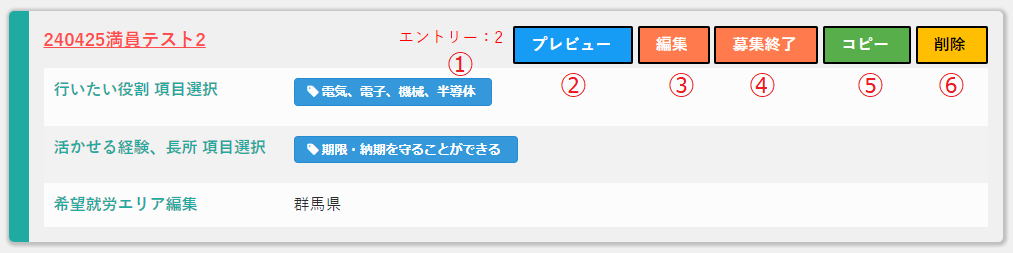 240425満員テスト2 エントリー：2 プレビュー 編集 募集終了 コピー 削除
① ② ③ ④ ⑤ ⑥
行いたい役割 項目選択 電気、電子、機械、半導体
活かせる経験、長所 項目選択 期限・納期を守ることができる
希望就労エリア編集 群馬県